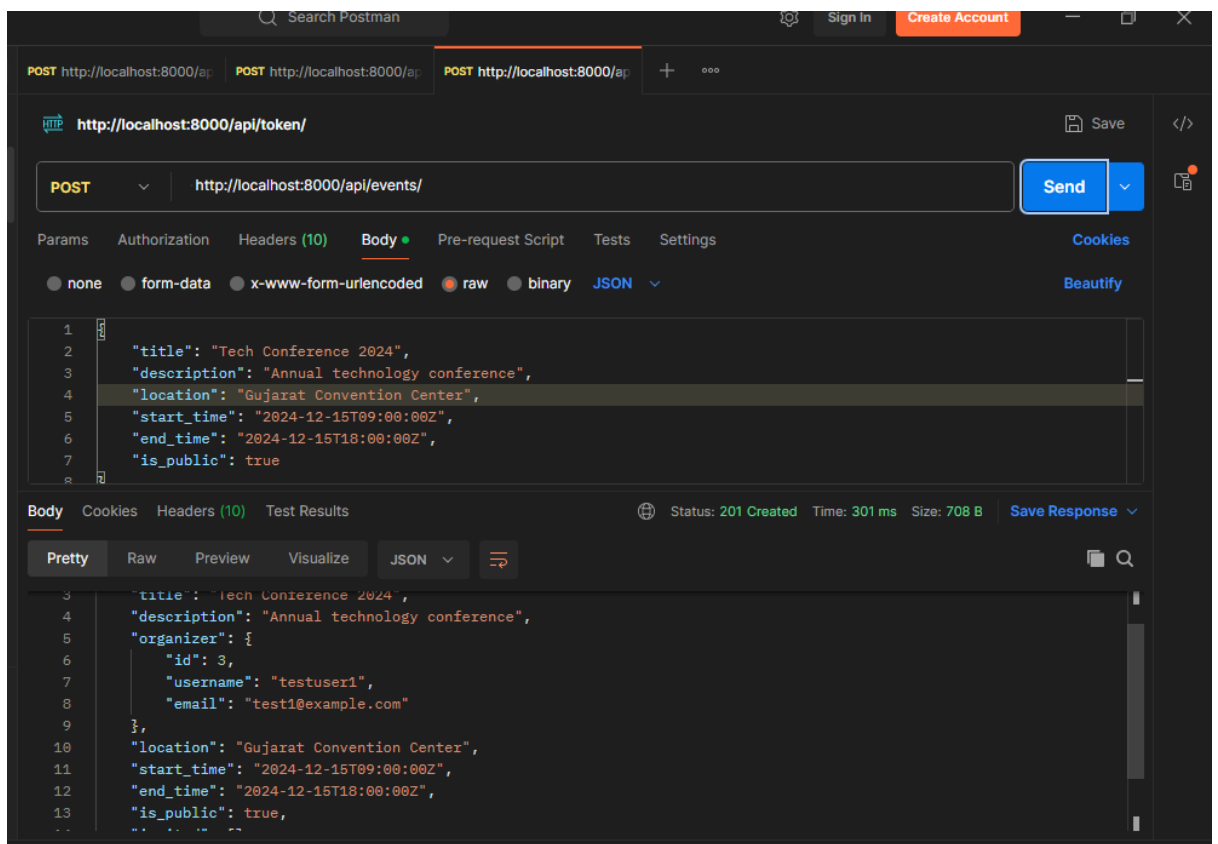 Search Postman
Sign In
Create Account
POST http://localhost:8000/ap
POST http://localhost:8000/ap
POST http://localhost:8000/ap
HTTP http://localhost:8000/api/token/
Save
</>
POST
http://localhost:8000/api/events/
Send
Params Authorization Headers (10) Body Pre-request Script Tests Settings Cookies
none form-data x-www-form-urlencoded raw binary JSON Beautify
1 {
2 "title": "Tech Conference 2024",
3 "description": "Annual technology conference",
4 "location": "Gujarat Convention Center",
5 "start_time": "2024-12-15T09:00:00Z",
6 "end_time": "2024-12-15T18:00:00Z",
7 "is_public": true
8 }
Body Cookies Headers (10) Test Results Status: 201 Created Time: 301 ms Size: 708 B Save Response
Pretty Raw Preview Visualize JSON
3 "title": "Tech Conference 2024",
4 "description": "Annual technology conference",
5 "organizer": {
6 "id": 3,
7 "username": "testuser1",
8 "email": "test1@example.com"
9 },
10 "location": "Gujarat Convention Center",
11 "start_time": "2024-12-15T09:00:00Z",
12 "end_time": "2024-12-15T18:00:00Z",
13 "is_public": true,